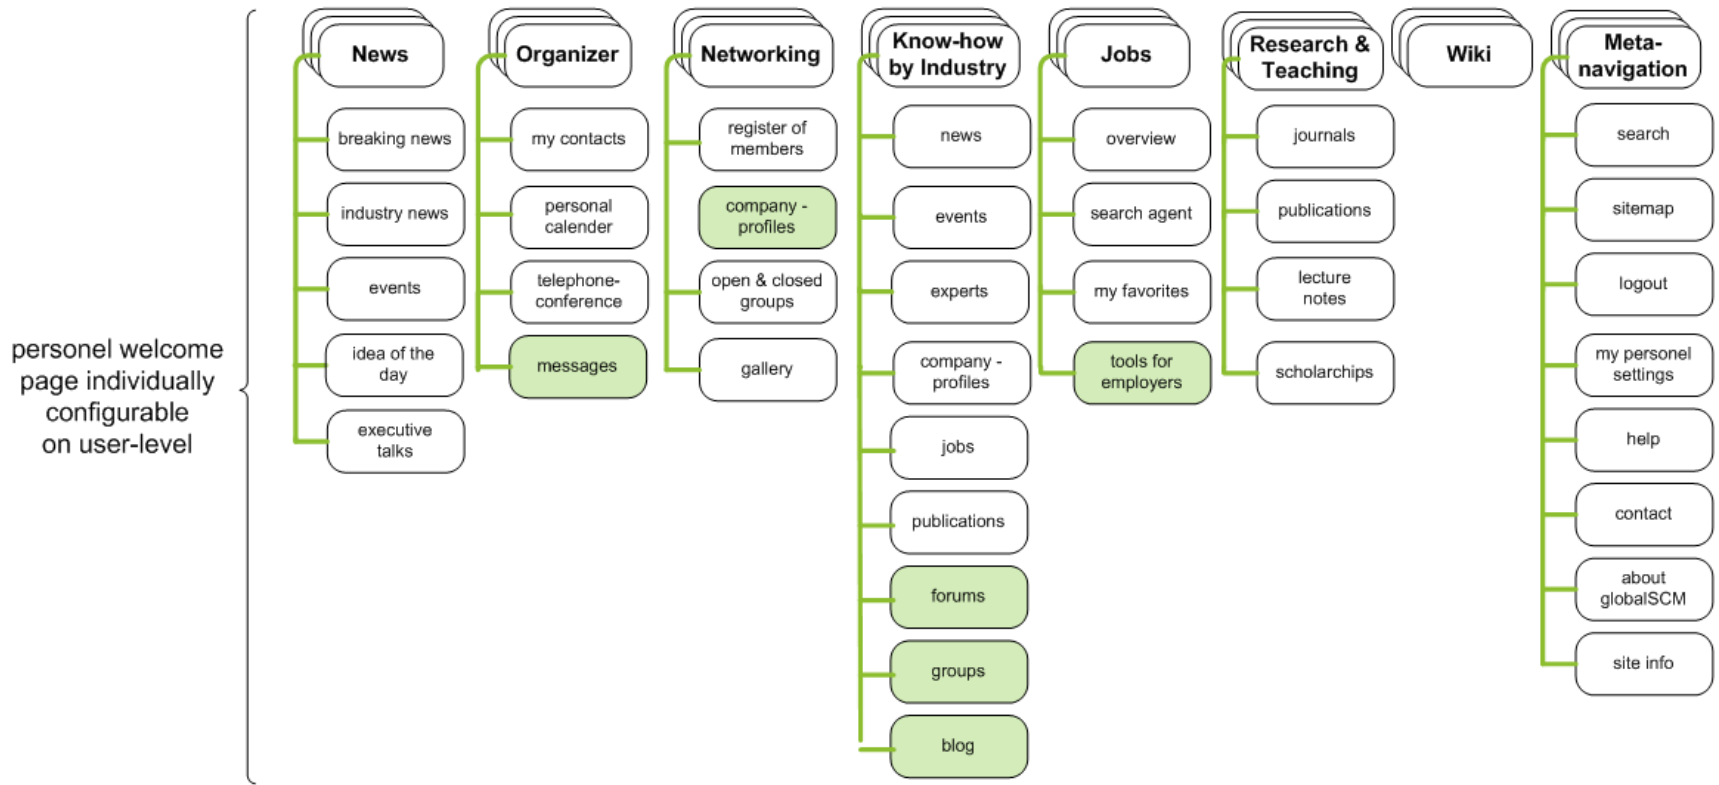 personel welcome
page individually
configurable
on user-level
News
breaking news
industry news
events
idea of the
day
executive
talks
Organizer
my contacts
personal
calender
telephone-
conference
messages
Networking
register of
members
company -
profiles
open & closed
groups
gallery
Know-how
by Industry
news
events
experts
company -
profiles
jobs
publications
forums
groups
blog
Jobs
overview
search agent
my favorites
tools for
employers
Research &
Teaching
journals
publications
lecture
notes
scholarchips
Wiki
Meta-
navigation
search
sitemap
logout
my personel
settings
help
contact
about
globalSCM
site info